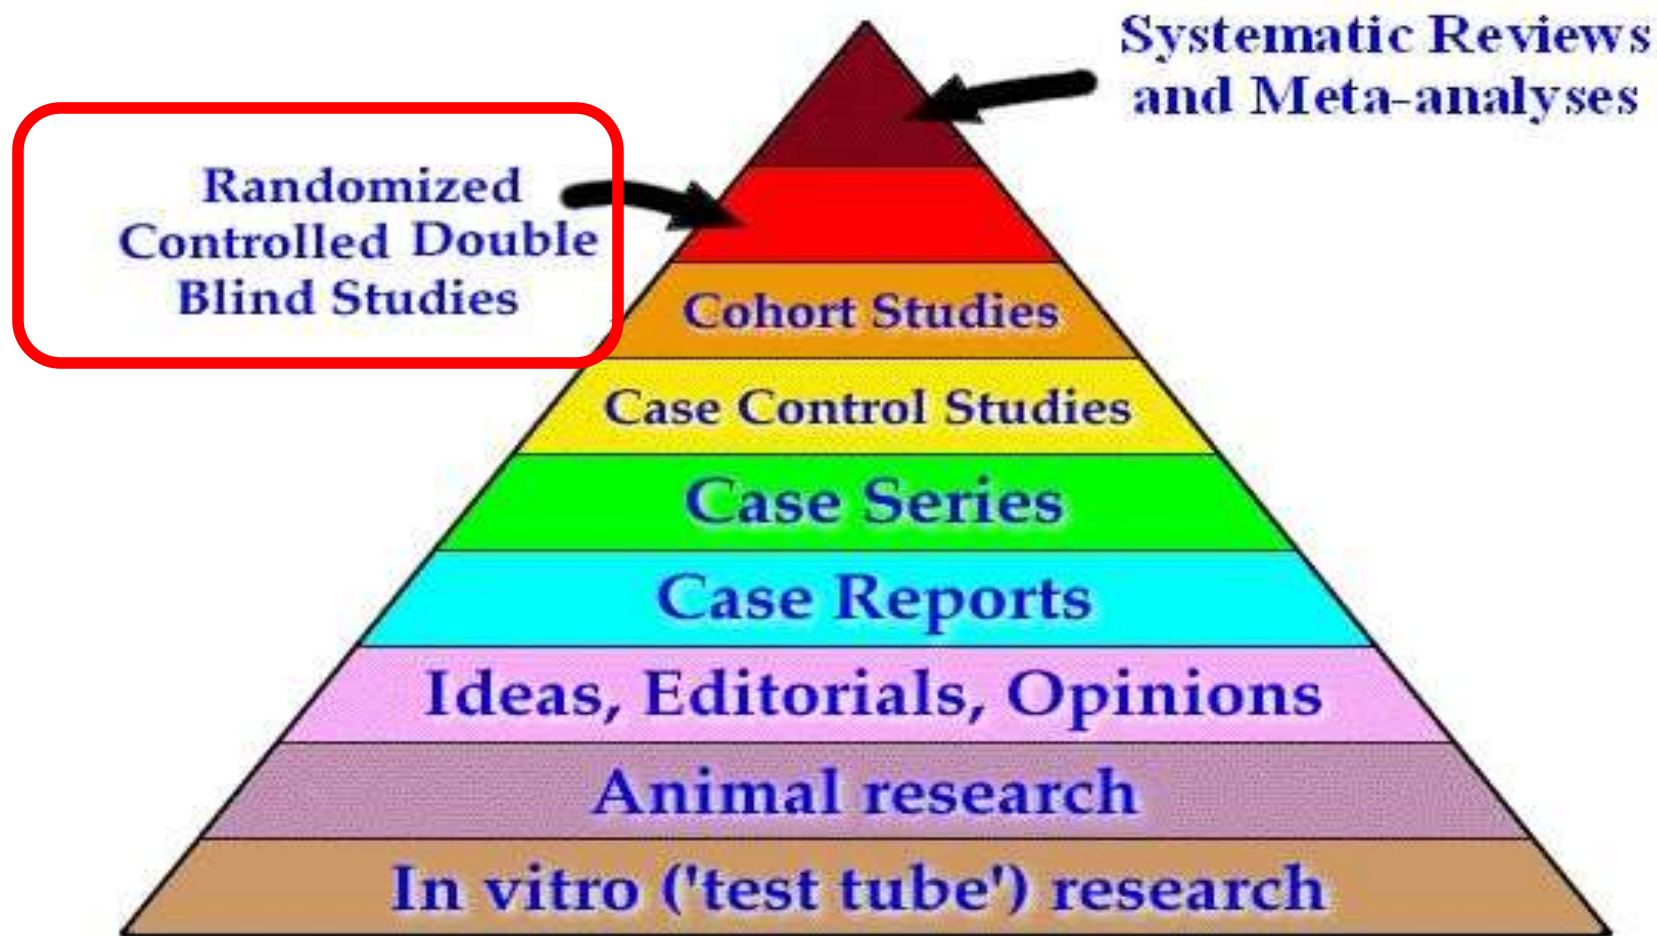 Systematic Reviews
and Meta-analyses
Randomized
Controlled Double
Blind Studies
Cohort Studies
Case Control Studies
Case Series
Case Reports
Ideas, Editorials, Opinions
Animal research
In vitro ('test tube') research